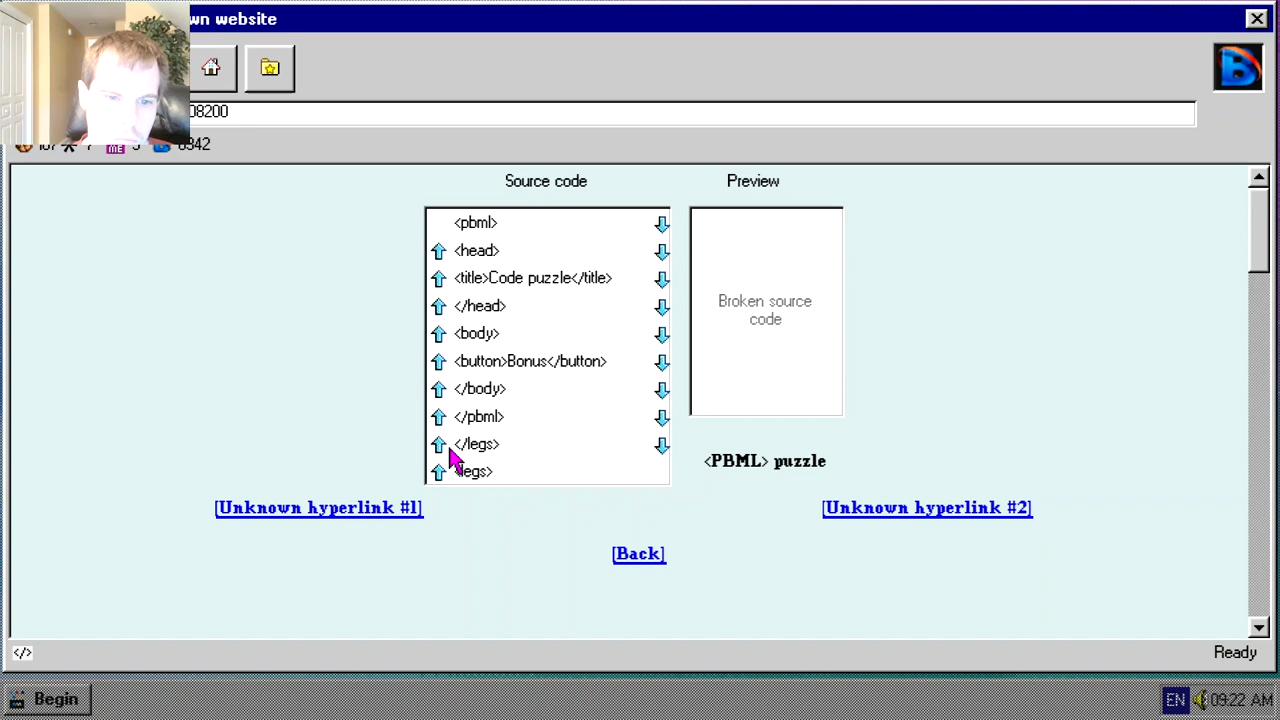 wn website
08200
8342
Source code
Preview
<pbml>
<head>
<title>Code puzzle</title>
</head>
<body>
<button>Bonus</button>
</body>
</pbml>
</legs>
legs>
Broken source
code
<PBML> puzzle
[Unknown hyperlink #1]
[Unknown hyperlink #2]
[Back]
</>
Ready
Begin
EN
09:22 AM